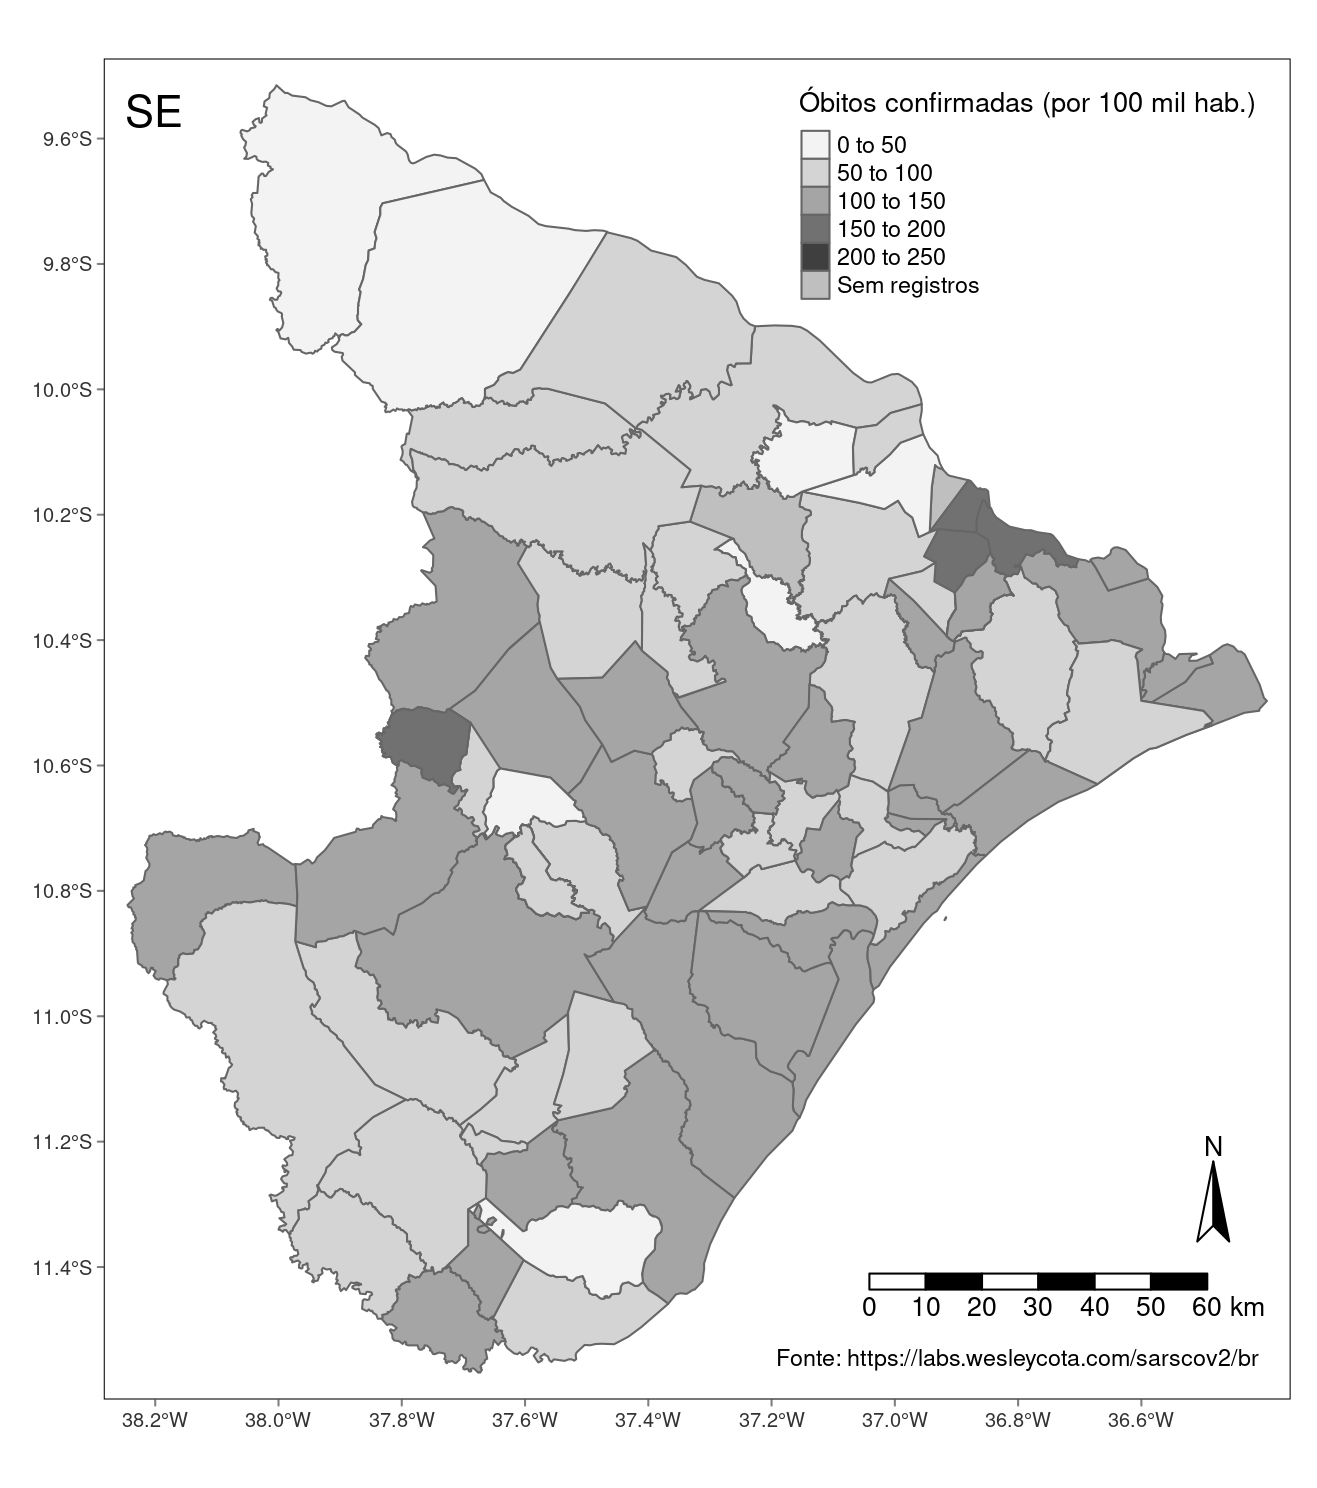 SE
Óbitos confirmadas (por 100 mil hab.)
0 to 50
50 to 100
100 to 150
150 to 200
200 to 250
Sem registros
9.6°S
9.8°S
10.0°S
10.2°S
10.4°S
10.6°S
10.8°S
11.0°S
11.2°S
11.4°S
N
0 10 20 30 40 50 60 km
Fonte: https://labs.wesleycota.com/sarscov2/br
38.2°W 38.0°W 37.8°W 37.6°W 37.4°W 37.2°W 37.0°W 36.8°W 36.6°W